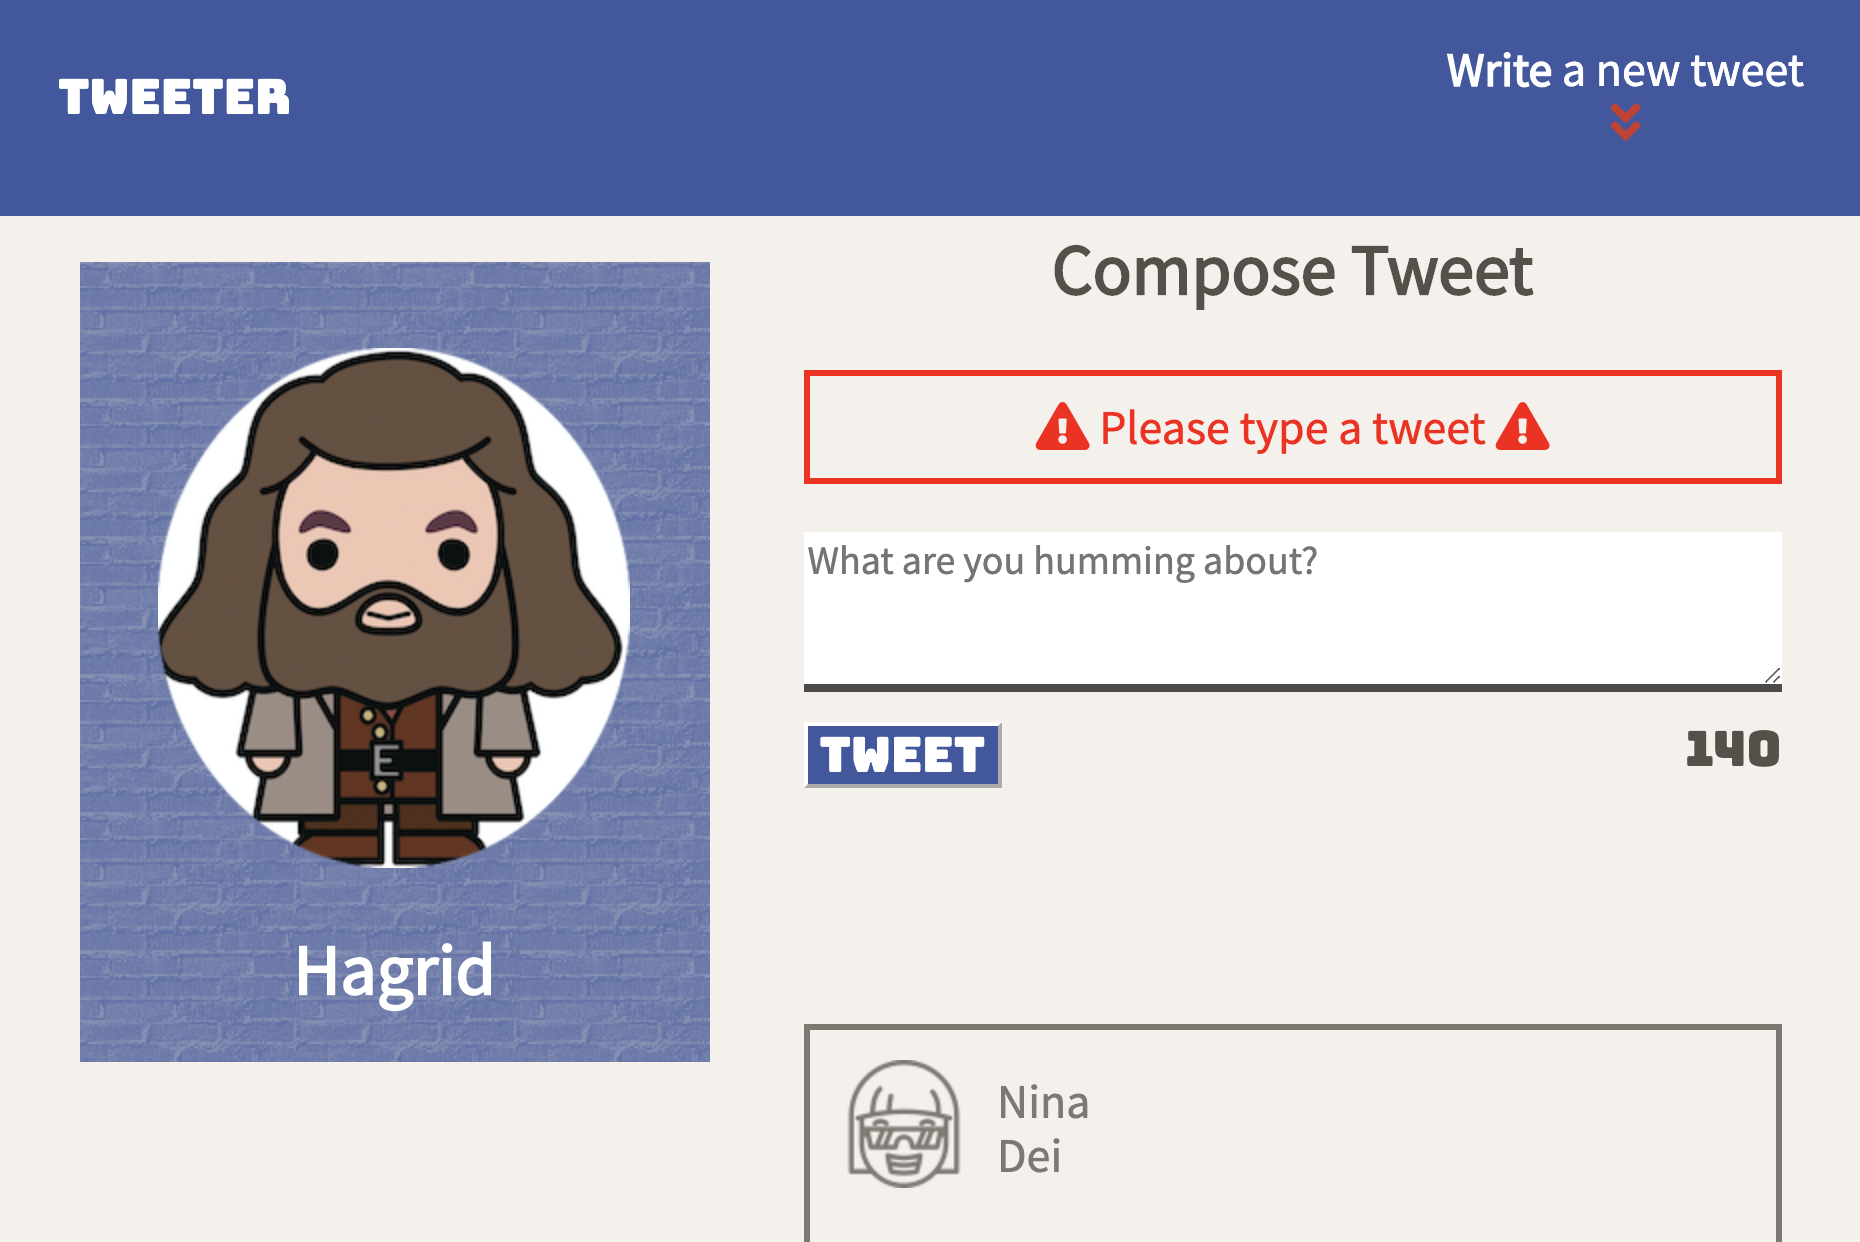 TWEETER
Write a new tweet
Hagrid
Compose Tweet
Please type a tweet
What are you humming about?
TWEET
140
Nina
Dei